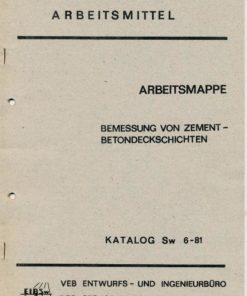 ARBEITSMITTEL
ARBEITSMAPPE
BEMESSUNG VON ZEMENT-
BETONDECKSCHICHTEN
KATALOG Sw 6-81
VEB ENTWURFS- UND INGENIEURBÜRO